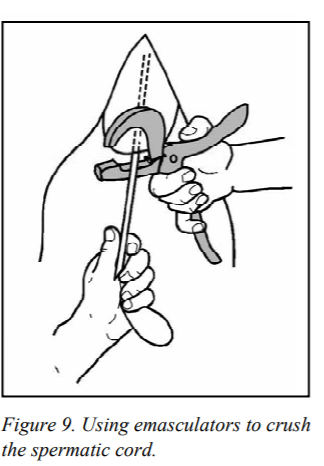 Figure 9. Using emasculators to crush
the spermatic cord.